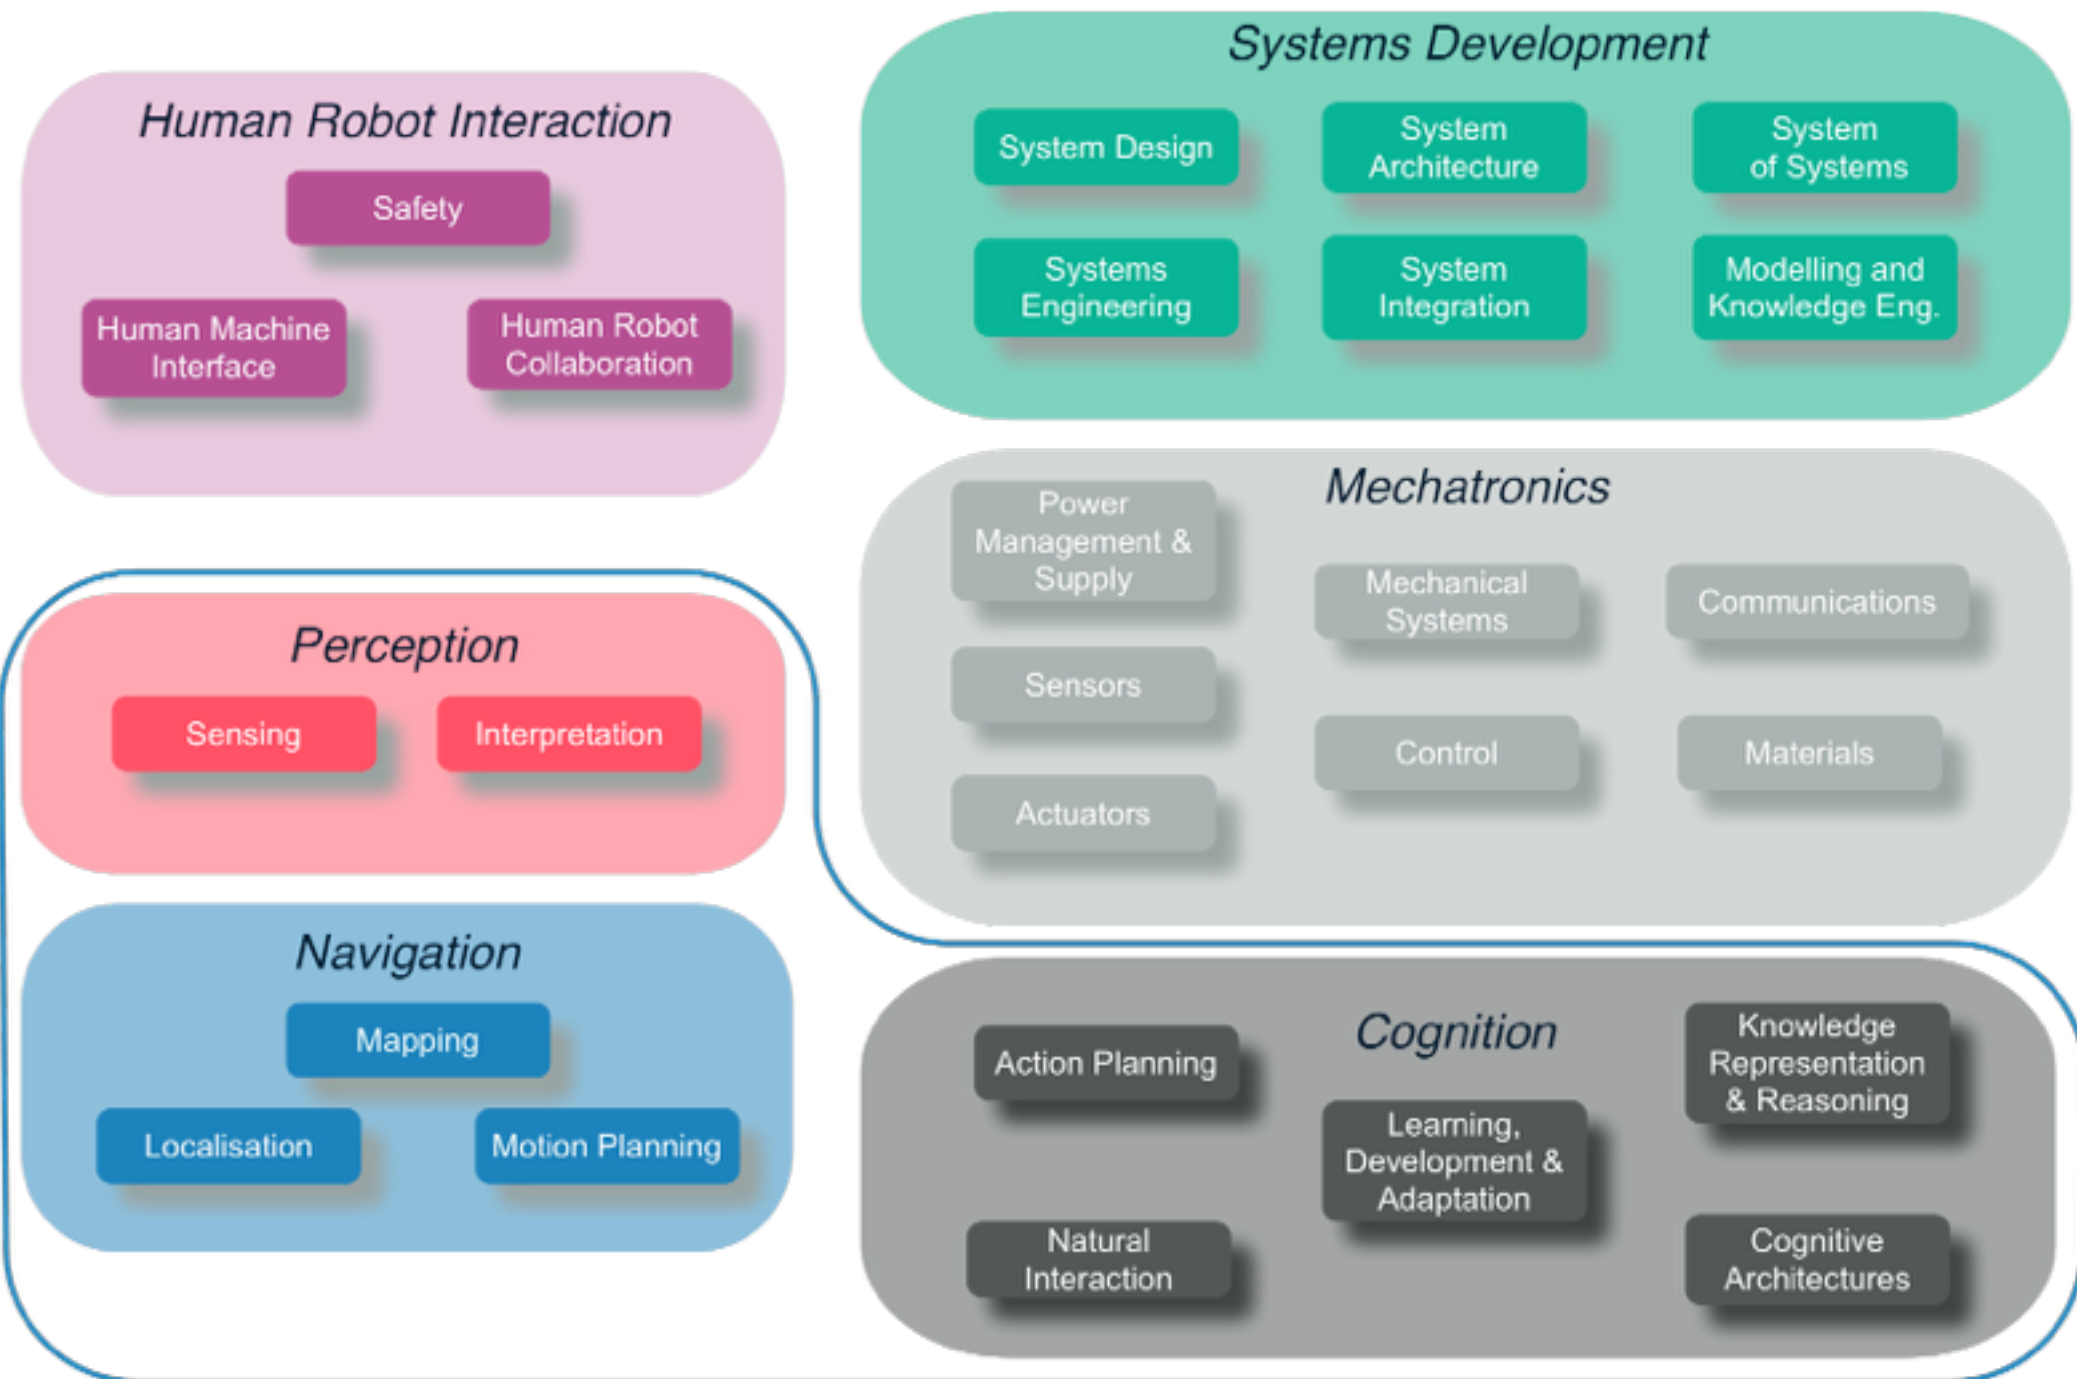 Human Robot Interaction
Safety
Human Machine
Interface
Human Robot
Collaboration
Systems Development
System Design
System
Architecture
System
of Systems
Systems
Engineering
System
Integration
Modelling and
Knowledge Eng.
Mechatronics
Power
Management &
Supply
Mechanical
Systems
Communications
Sensors
Control
Materials
Actuators
Perception
Sensing
Interpretation
Navigation
Mapping
Localisation
Motion Planning
Cognition
Action Planning
Knowledge
Representation
& Reasoning
Learning,
Development &
Adaptation
Natural
Interaction
Cognitive
Architectures